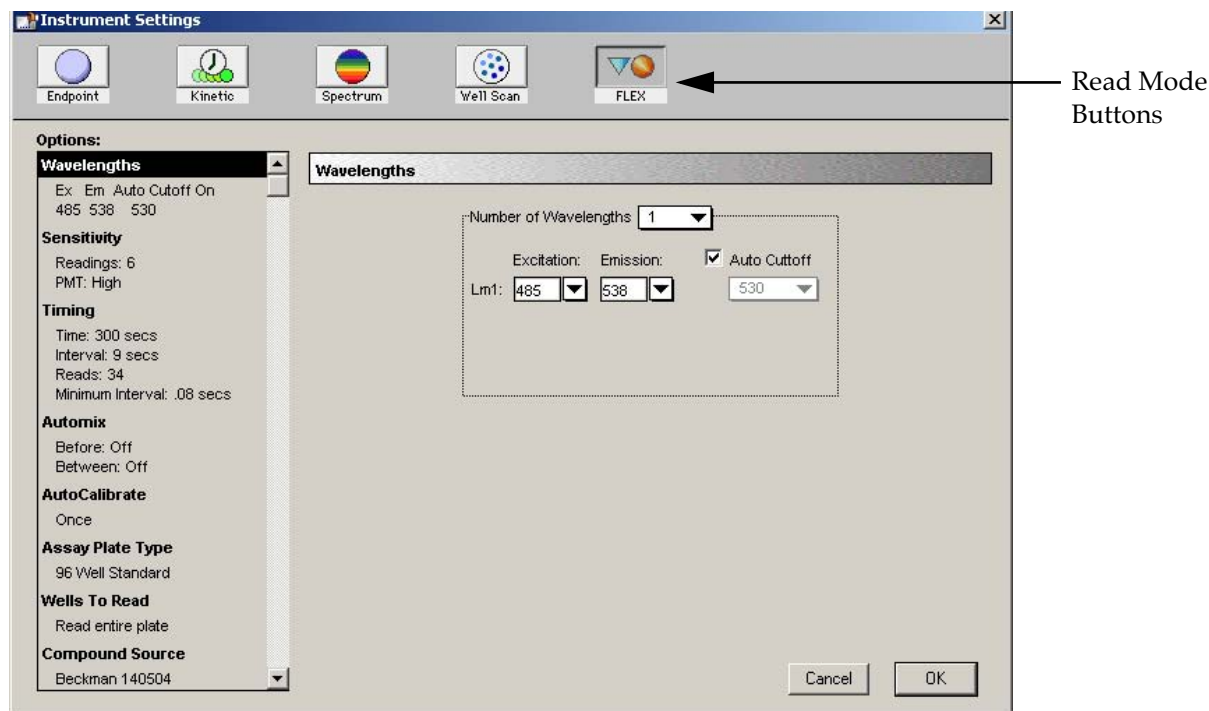 Instrument Settings
Endpoint
Kinetic
Spectrum
Well Scan
FLEX
Read Mode
Buttons
Options:
Wavelengths
Ex Em Auto Cutoff On
485 538 530
Sensitivity
Readings: 6
PMT: High
Timing
Time: 300 secs
Interval: 9 secs
Reads: 34
Minimum Interval: .08 secs
Automix
Before: Off
Between: Off
AutoCalibrate
Once
Assay Plate Type
96 Well Standard
Wells To Read
Read entire plate
Compound Source
Beckman 140504
Wavelengths
Number of Wavelengths 1
Excitation: Emission: Auto Cuttoff
Lm1: 485 538 530
Cancel OK